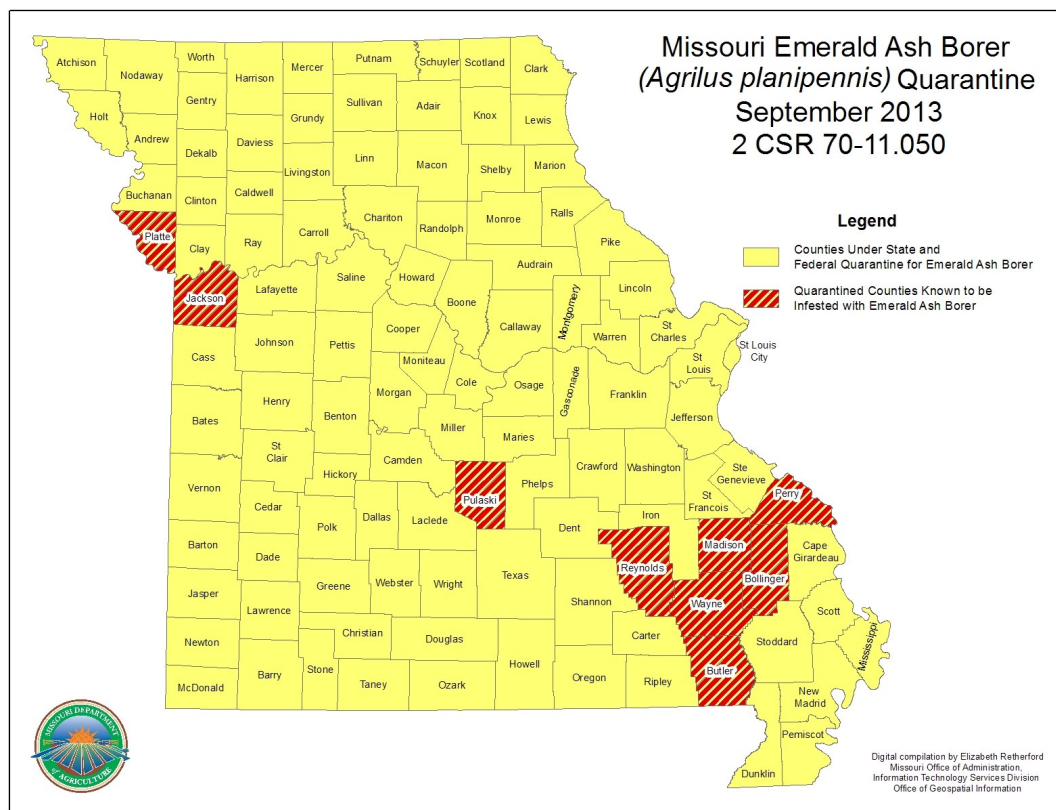 Missouri Emerald Ash Borer
(Agrilus planipennis) Quarantine
September 2013
2 CSR 70-11.050
Legend
Counties Under State and
Federal Quarantine for Emerald Ash Borer
Quarantined Counties Known to be
Infested with Emerald Ash Borer
Atchison
Nodaway
Worth
Harrison
Mercer
Putnam
Schuyler
Scotland
Clark
Holt
Gentry
Sullivan
Adair
Knox
Lewis
Andrew
Dekalb
Daviess
Grundy
Linn
Macon
Shelby
Marion
Buchanan
Clinton
Caldwell
Livingston
Chariton
Randolph
Monroe
Ralls
Pike
Platte
Clay
Ray
Carroll
Saline
Howard
Audrain
Jackson
Lafayette
Boone
Callaway
Montgomery
Lincoln
Warren
St
Charles
St Louis
City
St
Louis
Cass
Johnson
Pettis
Cooper
Moniteau
Cole
Osage
Gasconade
Franklin
Jefferson
Bates
Henry
Benton
Morgan
Miller
Maries
St
Clair
Hickory
Camden
Pulaski
Phelps
Crawford
Washington
Ste
Genevieve
St
Francois
Perry
Vernon
Cedar
Polk
Dallas
Laclede
Dent
Iron
Madison
Cape
Girardeau
Barton
Dade
Greene
Webster
Wright
Texas
Reynolds
Bollinger
Jasper
Lawrence
Shannon
Wayne
Scott
Mississippi
Newton
Christian
Douglas
Carter
Stoddard
McDonald
Barry
Stone
Taney
Ozark
Howell
Oregon
Ripley
Butler
New
Madrid
Pemiscot
Dunklin
MISSOURI DEPARTMENT
of AGRICULTURE
Digital compilation by Elizabeth Retherford
Missouri Office of Administration,
Information Technology Services Division
Office of Geospatial Information